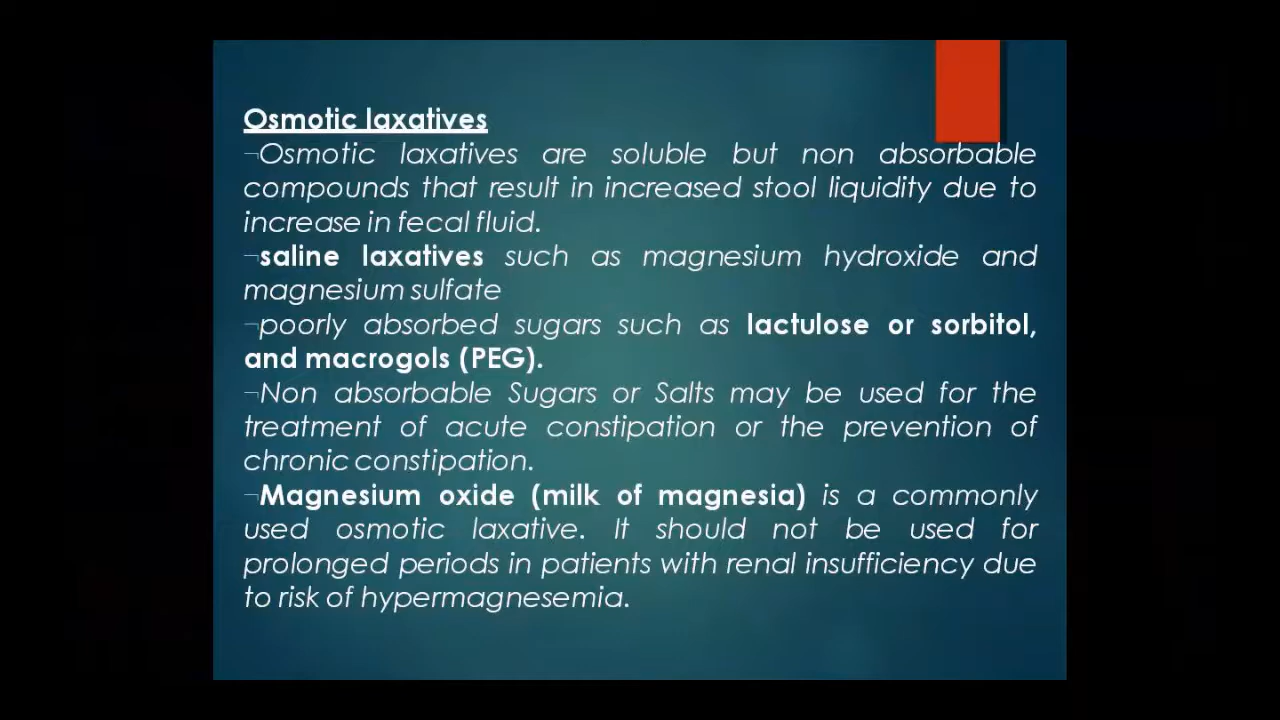 Osmotic laxatives
¬Osmotic laxatives are soluble but non absorbable
compounds that result in increased stool liquidity due to
increase in fecal fluid.
¬saline laxatives such as magnesium hydroxide and
magnesium sulfate
¬poorly absorbed sugars such as lactulose or sorbitol,
and macrogols (PEG).
¬Non absorbable Sugars or Salts may be used for the
treatment of acute constipation or the prevention of
chronic constipation.
¬Magnesium oxide (milk of magnesia) is a commonly
used osmotic laxative. It should not be used for
prolonged periods in patients with renal insufficiency due
to risk of hypermagnesemia.